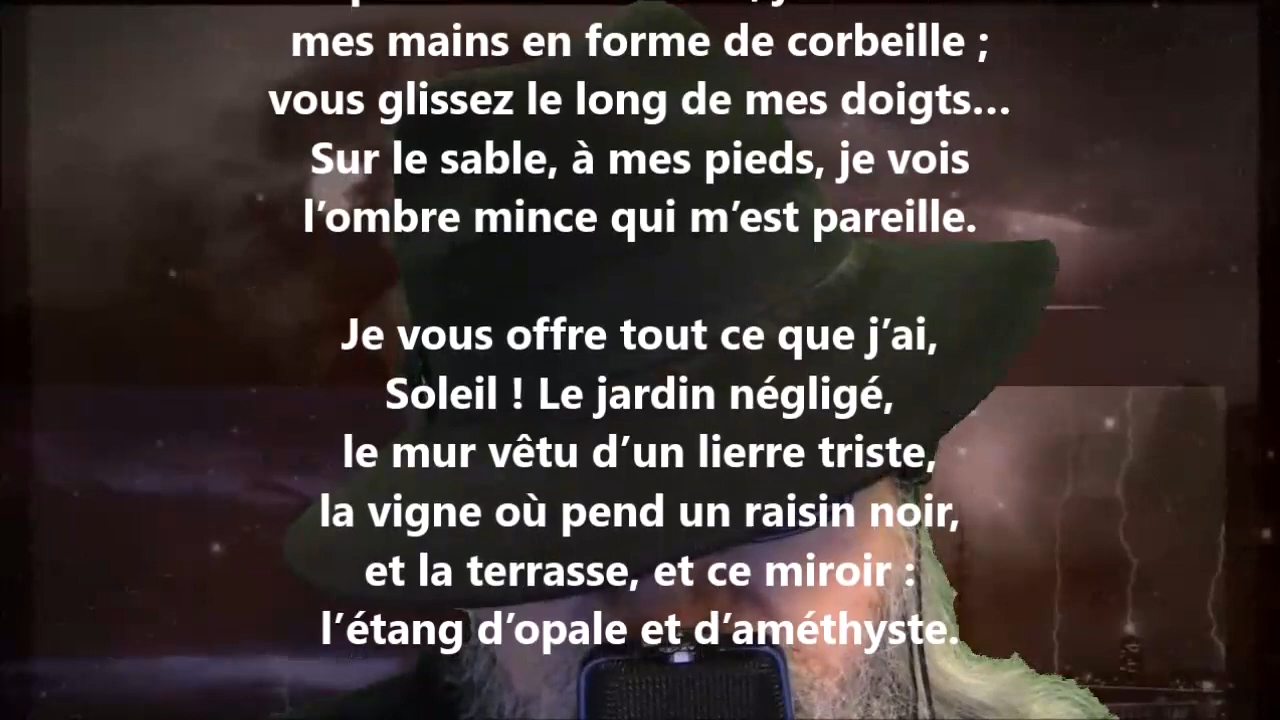 mes mains en forme de corbeille ;
vous glissez le long de mes doigts…
Sur le sable, à mes pieds, je vois
l’ombre mince qui m’est pareille.
Je vous offre tout ce que j’ai,
Soleil ! Le jardin négligé,
le mur vêtu d’un lierre triste,
la vigne où pend un raisin noir,
et la terrasse, et ce miroir :
l’étang d’opale et d’améthyste.